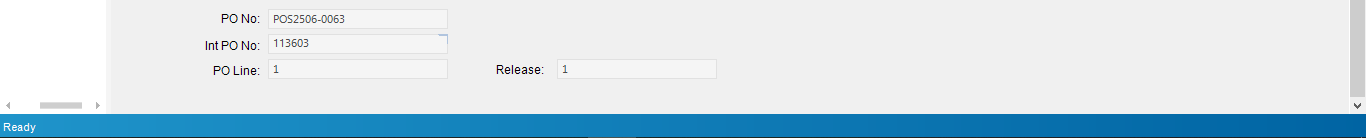 PO No: POS2506-0063
Int PO No: 113603
PO Line: 1 Release: 1
Ready